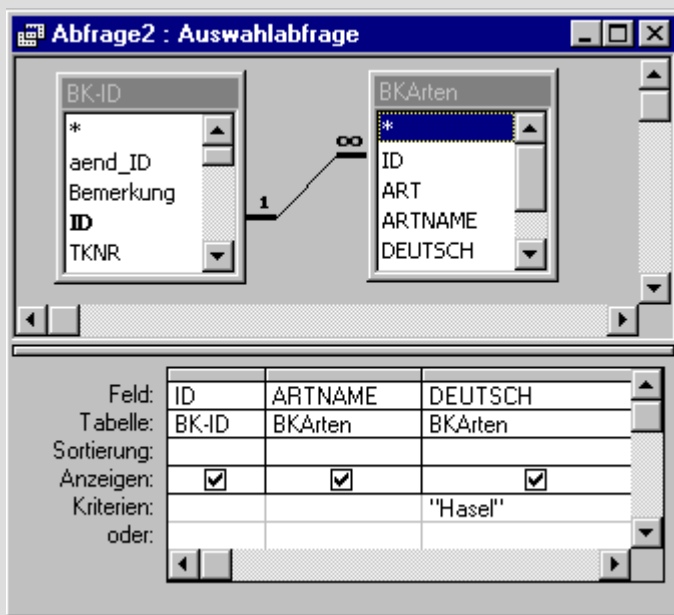 Abfrage2 : Auswahlabfrage
BK-ID
*
aend_ID
Bemerkung
ID
TKNR
1
∞
BKArten
*
ID
ART
ARTNAME
DEUTSCH
Feld: ID ARTNAME DEUTSCH
Tabelle: BK-ID BKArten BKArten
Sortierung:
Anzeigen:
Kriterien: "Hasel"
oder: